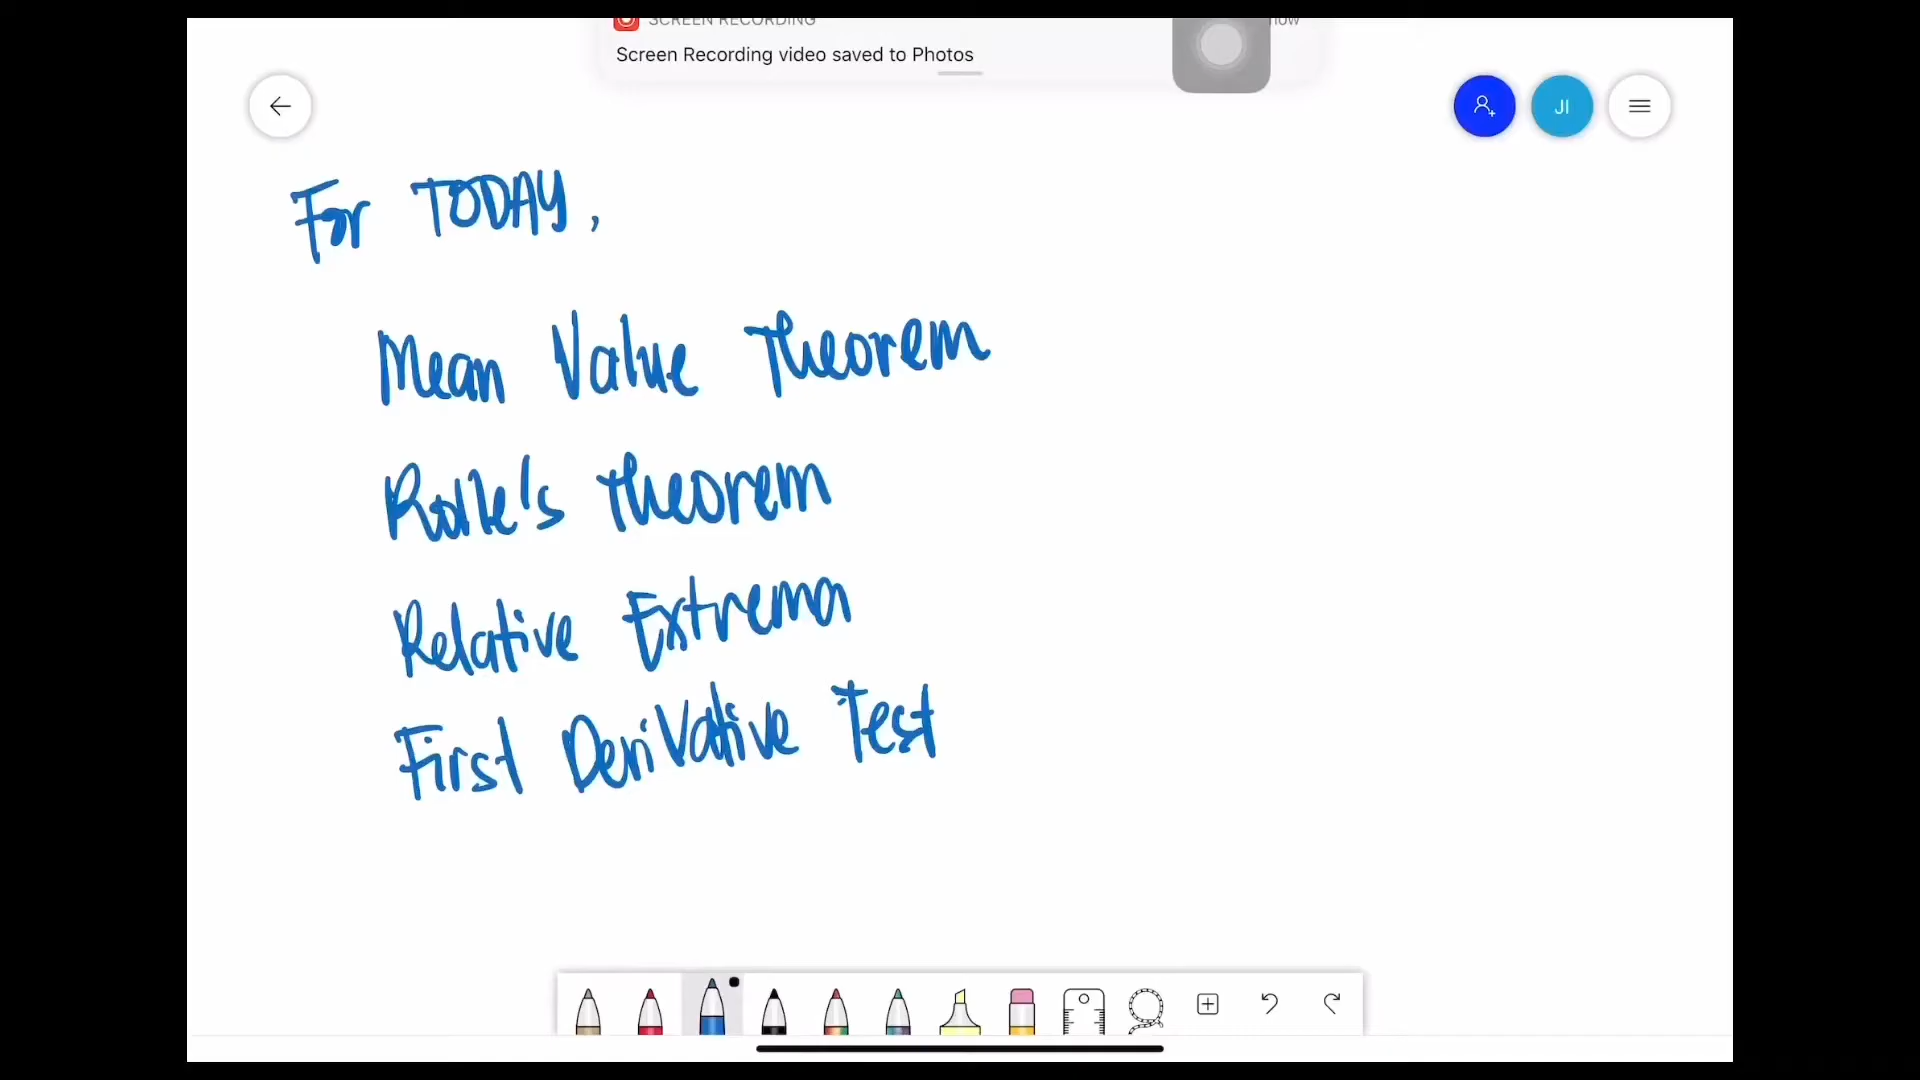 SCREEN RECORDING now
Screen Recording video saved to Photos
JI
For TODAY,
Mean Value Theorem
Rolle's Theorem
Relative Extrema
First Derivative Test